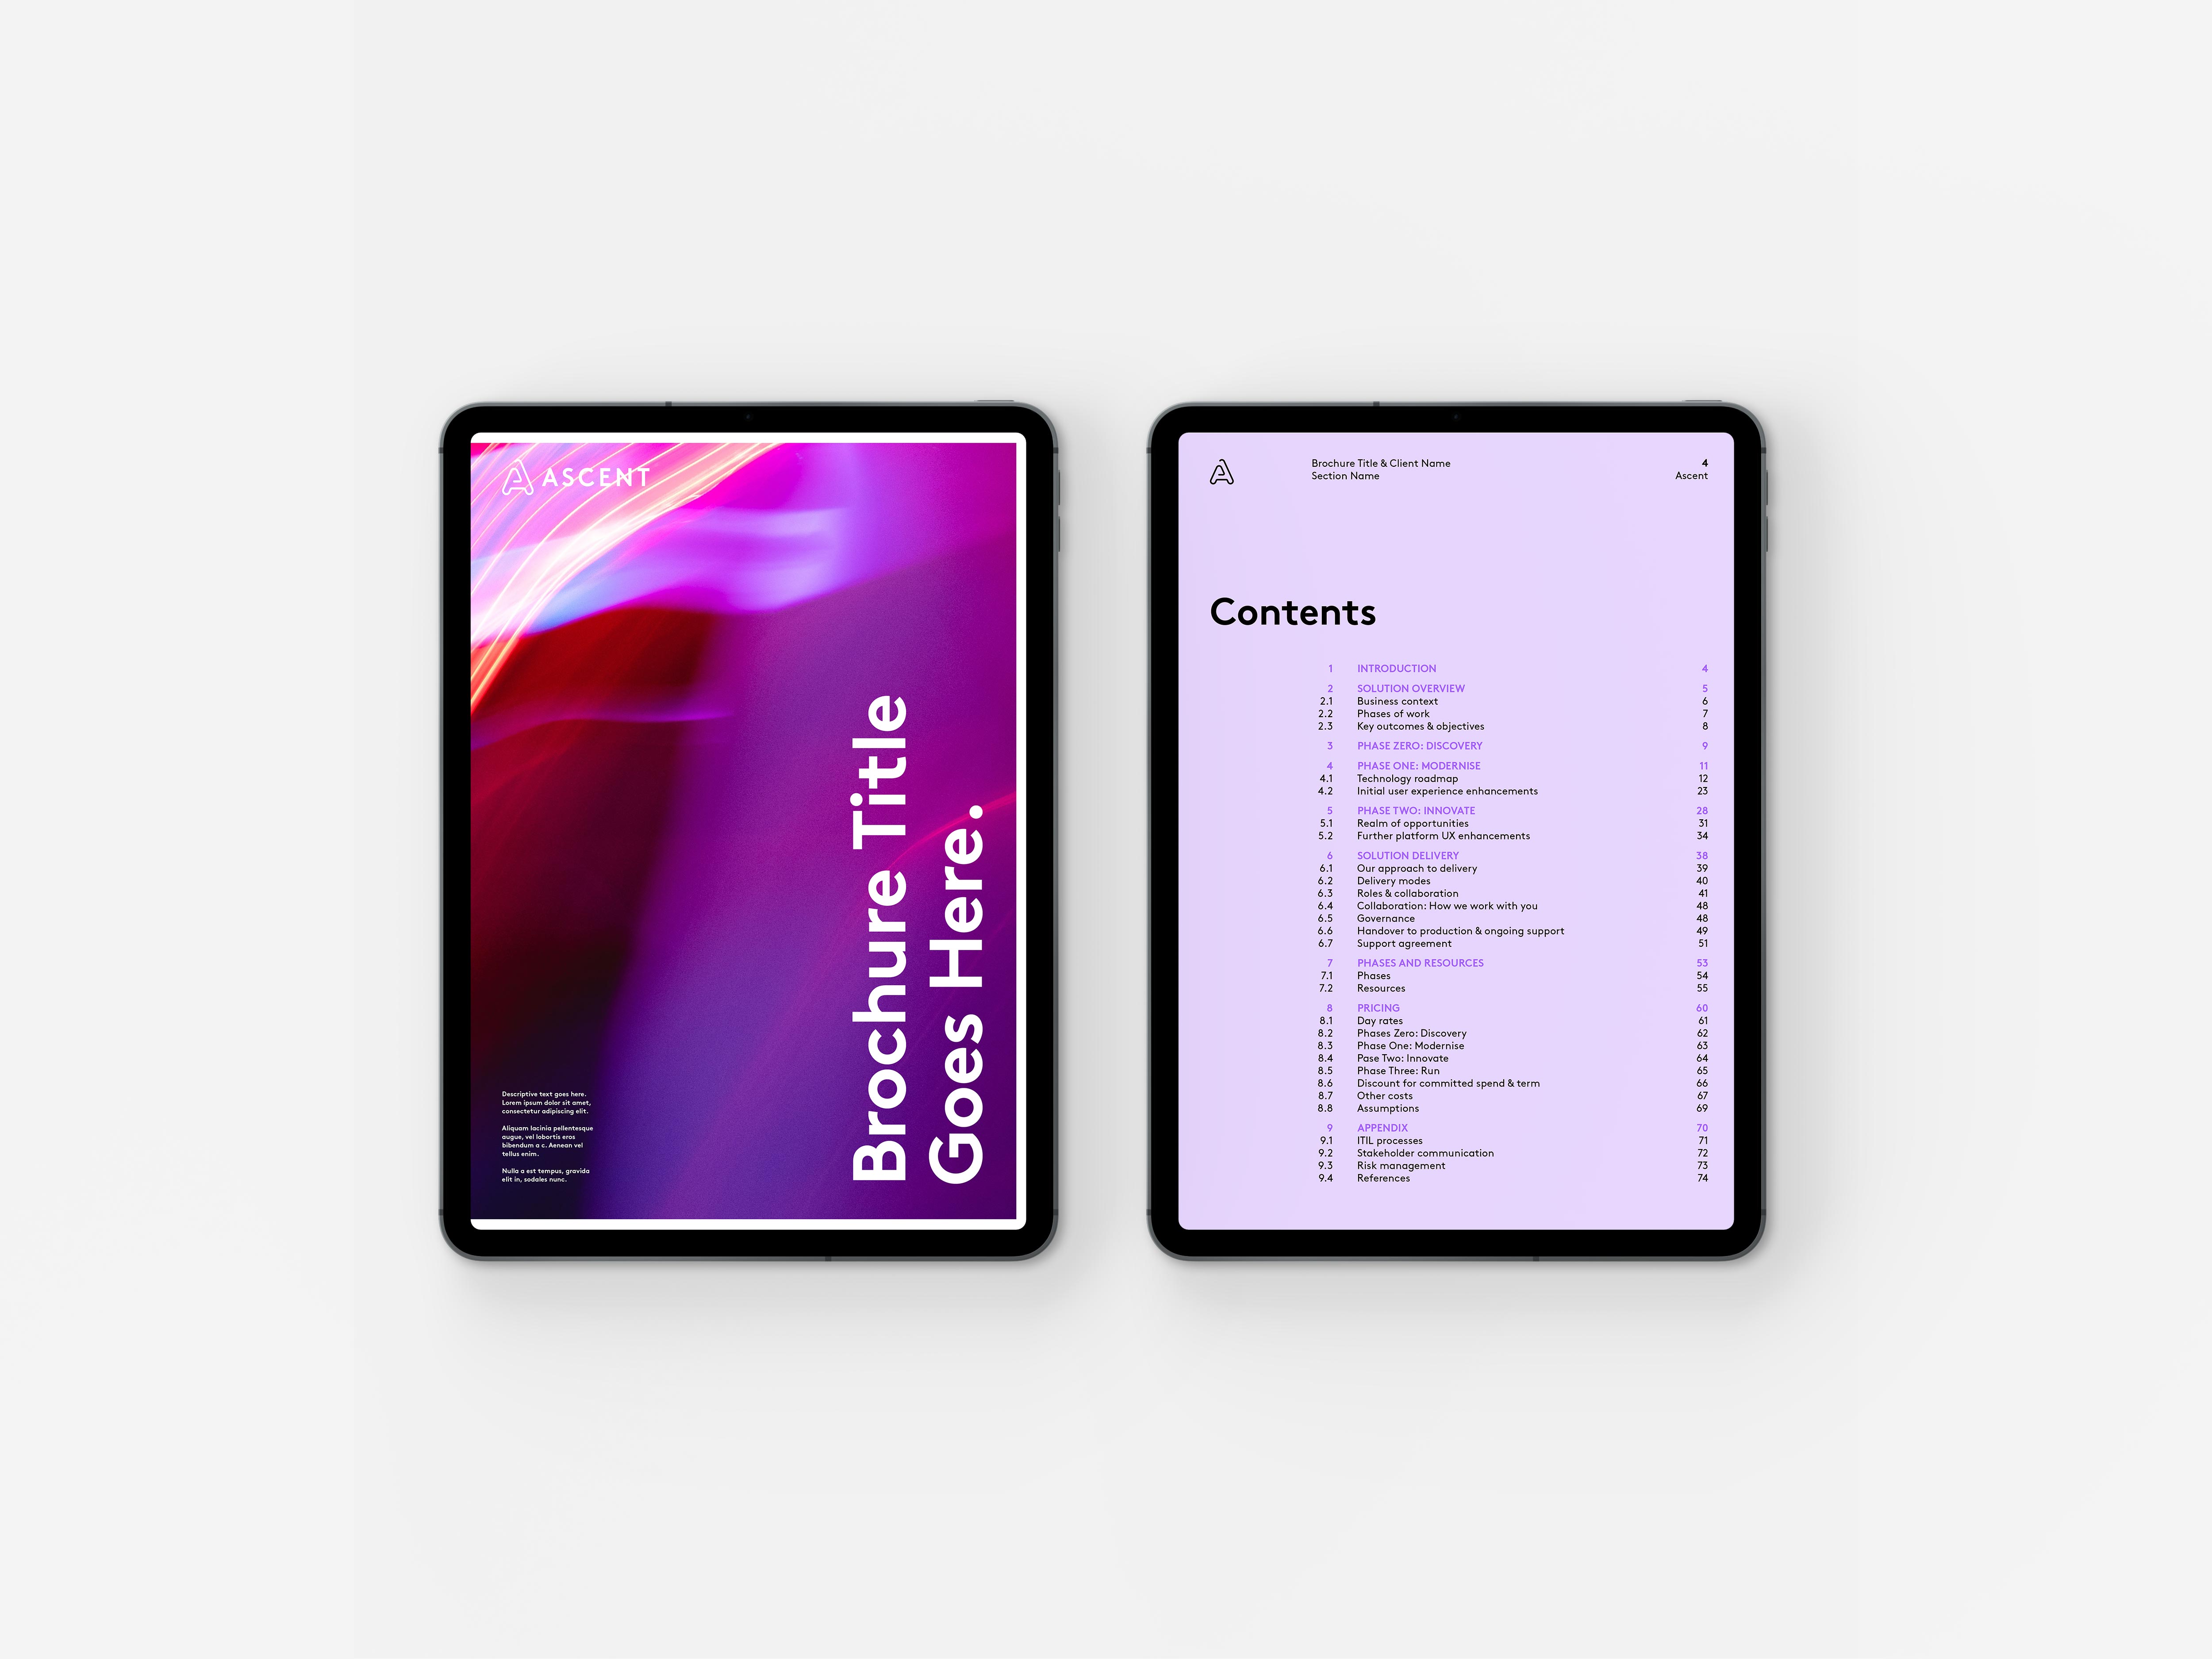 ASCENT
Brochure Title
Goes Here.
Descriptive text goes here.
Lorem ipsum dolor sit amet,
consectetur adipiscing elit.
Aliquam lacinia pellentesque
augue, vel lobortis eros
bibendum a c. Aenean vel
tellus enim.
Nulla a est tempus, gravida
elit in, sodales nunc.
Brochure Title & Client Name 4
Section Name Ascent
Contents
1 INTRODUCTION 4
2 SOLUTION OVERVIEW 5
2.1 Business context 6
2.2 Phases of work 7
2.3 Key outcomes & objectives 8
3 PHASE ZERO: DISCOVERY 9
4 PHASE ONE: MODERNISE 11
4.1 Technology roadmap 12
4.2 Initial user experience enhancements 23
5 PHASE TWO: INNOVATE 28
5.1 Realm of opportunities 31
5.2 Further platform UX enhancements 34
6 SOLUTION DELIVERY 38
6.1 Our approach to delivery 39
6.2 Delivery modes 40
6.3 Roles & collaboration 41
6.4 Collaboration: How we work with you 48
6.5 Governance 48
6.6 Handover to production & ongoing support 49
6.7 Support agreement 51
7 PHASES AND RESOURCES 53
7.1 Phases 54
7.2 Resources 55
8 PRICING 60
8.1 Day rates 61
8.2 Phases Zero: Discovery 62
8.3 Phase One: Modernise 63
8.4 Pase Two: Innovate 64
8.5 Phase Three: Run 65
8.6 Discount for committed spend & term 66
8.7 Other costs 67
8.8 Assumptions 69
9 APPENDIX 70
9.1 ITIL processes 71
9.2 Stakeholder communication 72
9.3 Risk management 73
9.4 References 74